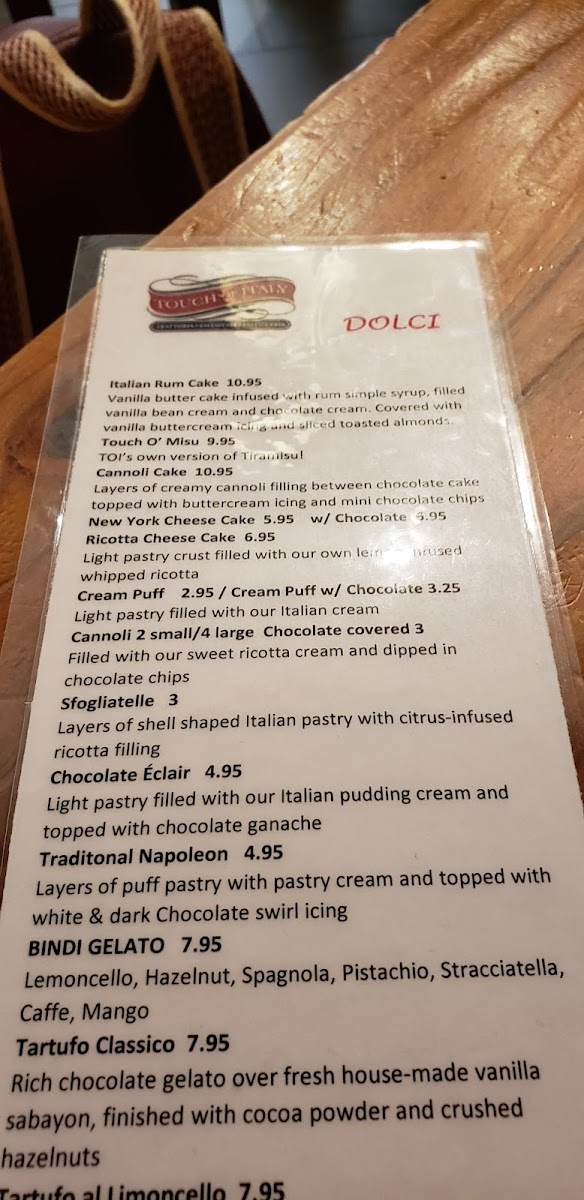 TOUCH of ITALY
DOLCI
Italian Rum Cake 10.95
Vanilla butter cake infused with rum simple syrup, filled
vanilla bean cream and chocolate cream. Covered with
vanilla buttercream icing and sliced toasted almonds.
Touch O' Misu 9.95
TOI's own version of Tiramisu!
Cannoli Cake 10.95
Layers of creamy cannoli filling between chocolate cake
topped with buttercream icing and mini chocolate chips
New York Cheese Cake 5.95 w/ Chocolate 6.95
Ricotta Cheese Cake 6.95
Light pastry crust filled with our own lemon infused
whipped ricotta
Cream Puff 2.95 / Cream Puff w/ Chocolate 3.25
Light pastry filled with our Italian cream
Cannoli 2 small/4 large Chocolate covered 3
Filled with our sweet ricotta cream and dipped in
chocolate chips
Sfogliatelle 3
Layers of shell shaped Italian pastry with citrus-infused
ricotta filling
Chocolate Éclair 4.95
Light pastry filled with our Italian pudding cream and
topped with chocolate ganache
Traditonal Napoleon 4.95
Layers of puff pastry with pastry cream and topped with
white & dark Chocolate swirl icing
BINDI GELATO 7.95
Lemoncello, Hazelnut, Spagnola, Pistachio, Stracciatella,
Caffe, Mango
Tartufo Classico 7.95
Rich chocolate gelato over fresh house-made vanilla
sabayon, finished with cocoa powder and crushed
hazelnuts
Tartufo al Limoncello 7.95